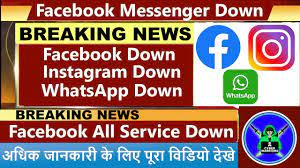 Facebook Messenger Down
BREAKING NEWS
Facebook Down
Instagram Down
WhatsApp Down
WhatsApp
BREAKING NEWS
Facebook All Service Down
अधिक जानकारी के लिए पूरा विडियो देखे